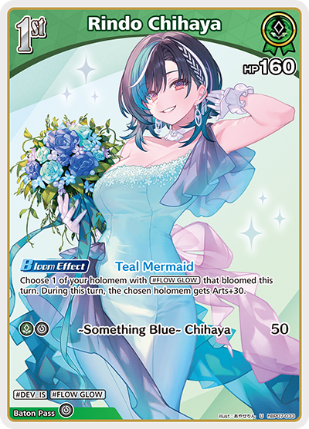 1st
Rindo Chihaya
HP160
Bloom Effect Teal Mermaid
Choose 1 of your holomem with #FLOW GLOW that bloomed this
turn. During this turn, the chosen holomem gets Arts+30.
~Something Blue~ Chihaya 50
#DEV_IS #FLOW GLOW
Baton Pass
illust U